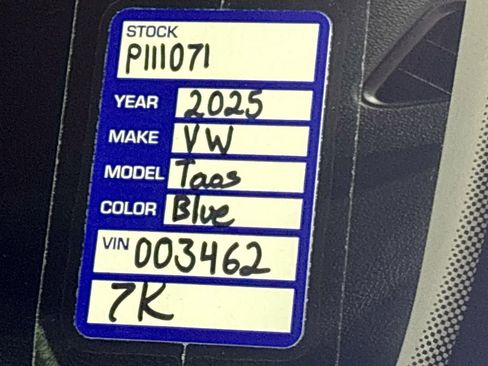 STOCK
P111071
YEAR 2025
MAKE VW
MODEL Taos
COLOR Blue
VIN 003462
7K